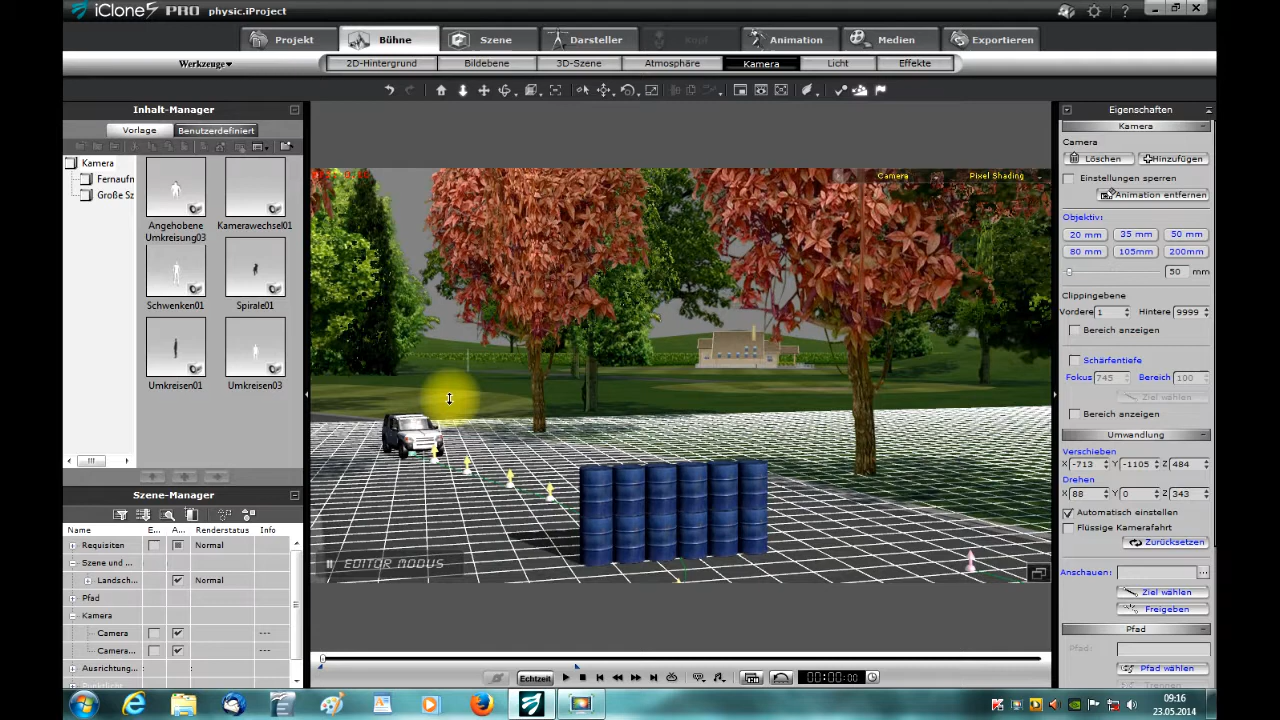 iClone5 PRO physic.iProject
Projekt Bühne Szene Darsteller Kopf Animation Medien Exportieren
Werkzeuge 2D-Hintergrund Bildebene 3D-Szene Atmosphäre Kamera Licht Effekte
Inhalt-Manager
Vorlage Benutzerdefiniert
Kamera
Fernaufn
Große Sz
Angehobene Umkreisung03
Kamerawechsel01
Schwenken01
Spirale01
Umkreisen01
Umkreisen03
Szene-Manager
Name E... A... Renderstatus Info
Requisiten Normal
Szene und ...
Landsch... Normal
Pfad
Kamera
Camera ---
Camera... ---
Ausrichtung...
Camera Pixel Shading
EDITOR MODUS
Echtzeit 00:00:00
Eigenschaften
Kamera
Camera
Löschen Hinzufügen
Einstellungen sperren
Animation entfernen
Objektiv:
20 mm 35 mm 50 mm
80 mm 105mm 200mm
50 mm
Clippingebene
Vordere 1 Hintere 9999
Bereich anzeigen
Schärfentiefe
Fokus 745 Bereich 100
Ziel wählen
Bereich anzeigen
Umwandlung
Verschieben
X -713 Y -1105 Z 484
Drehen
X 88 Y 0 Z 343
Automatisch einstellen
Flüssige Kamerafahrt
Zurücksetzen
Anschauen:
Ziel wählen
Freigeben
Pfad
Pfad:
Pfad wählen
Trennen
09:16
23.05.2014